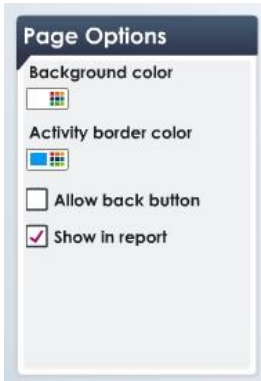 Page Options
Background color
Activity border color
Allow back button
Show in report